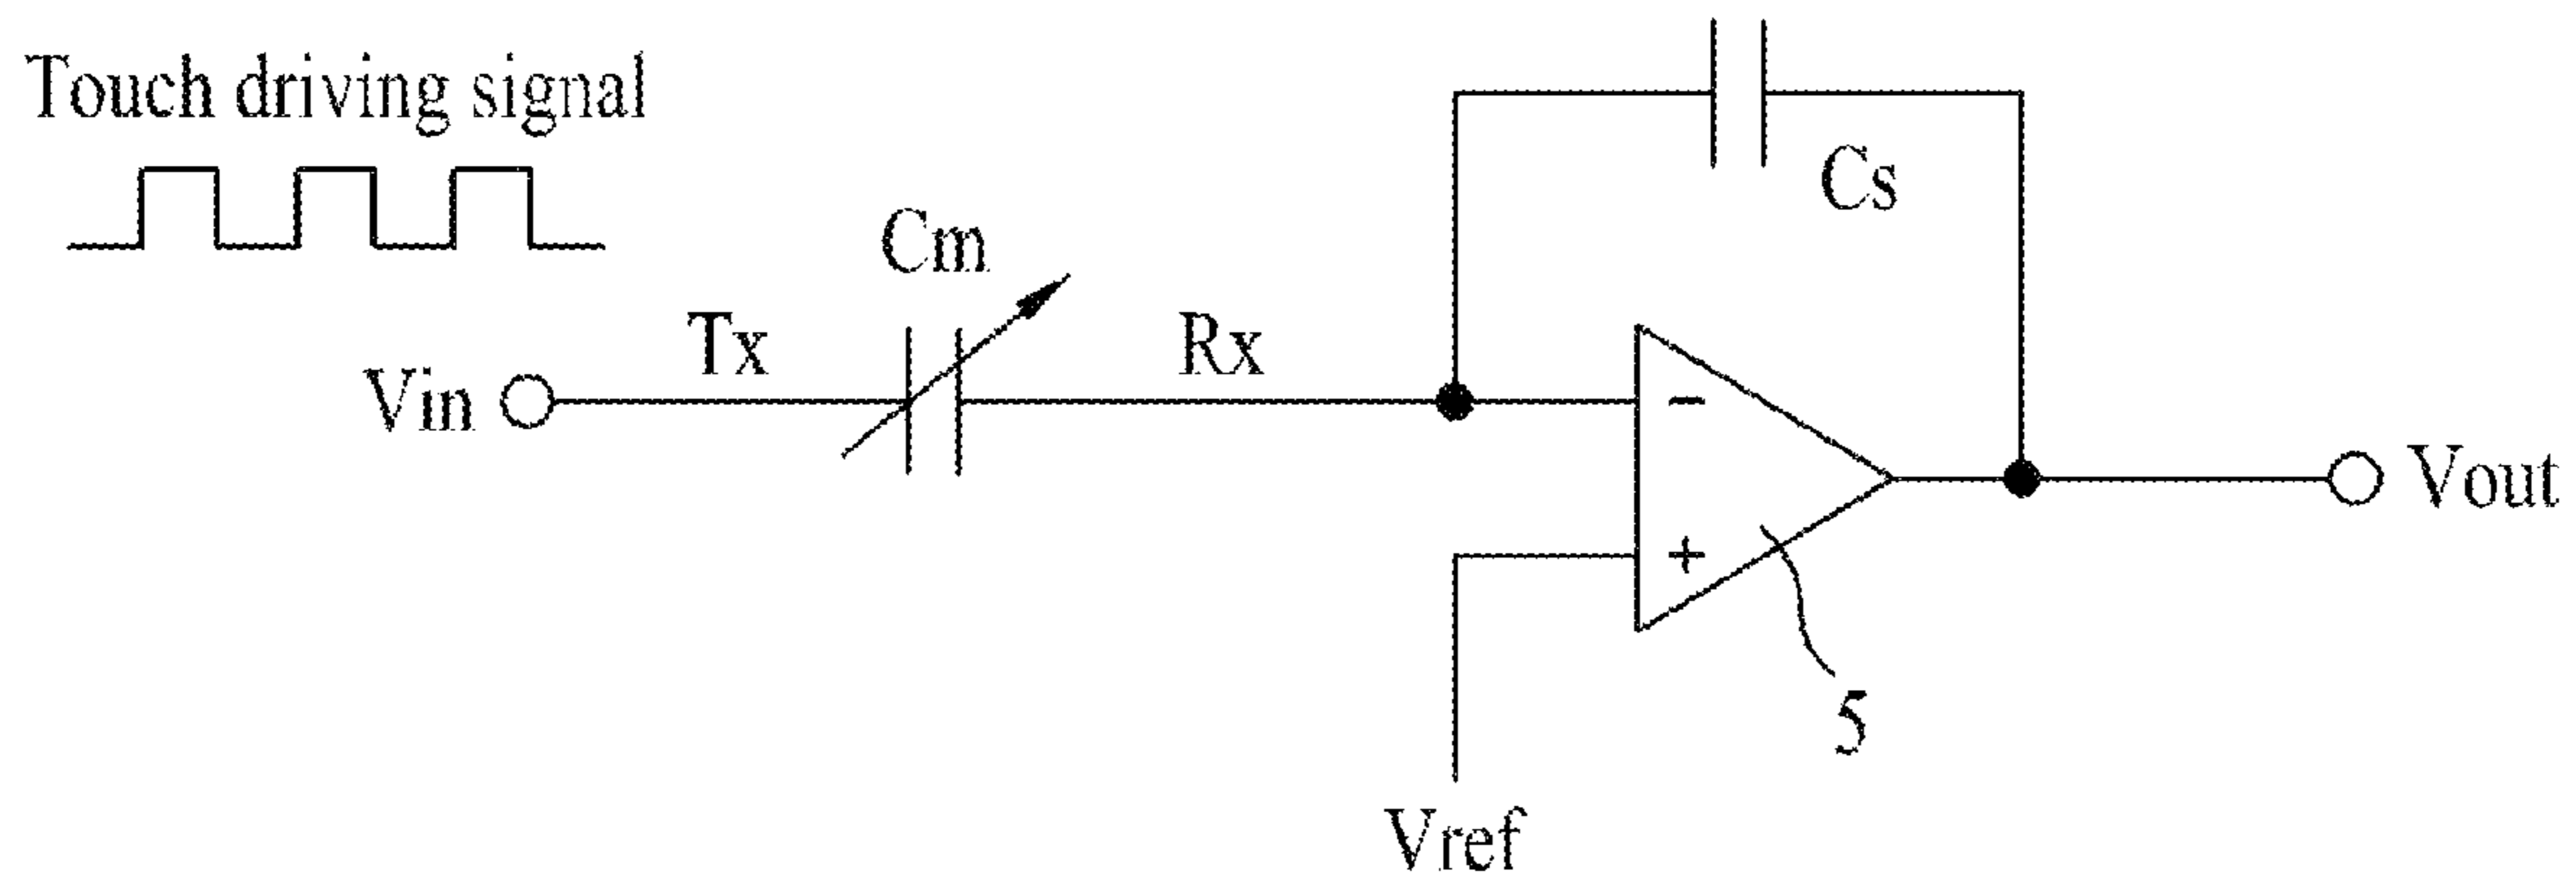 Touch driving signal
Cs
Cm
Tx
Rx
Vin
-
Vout
+
5
Vref